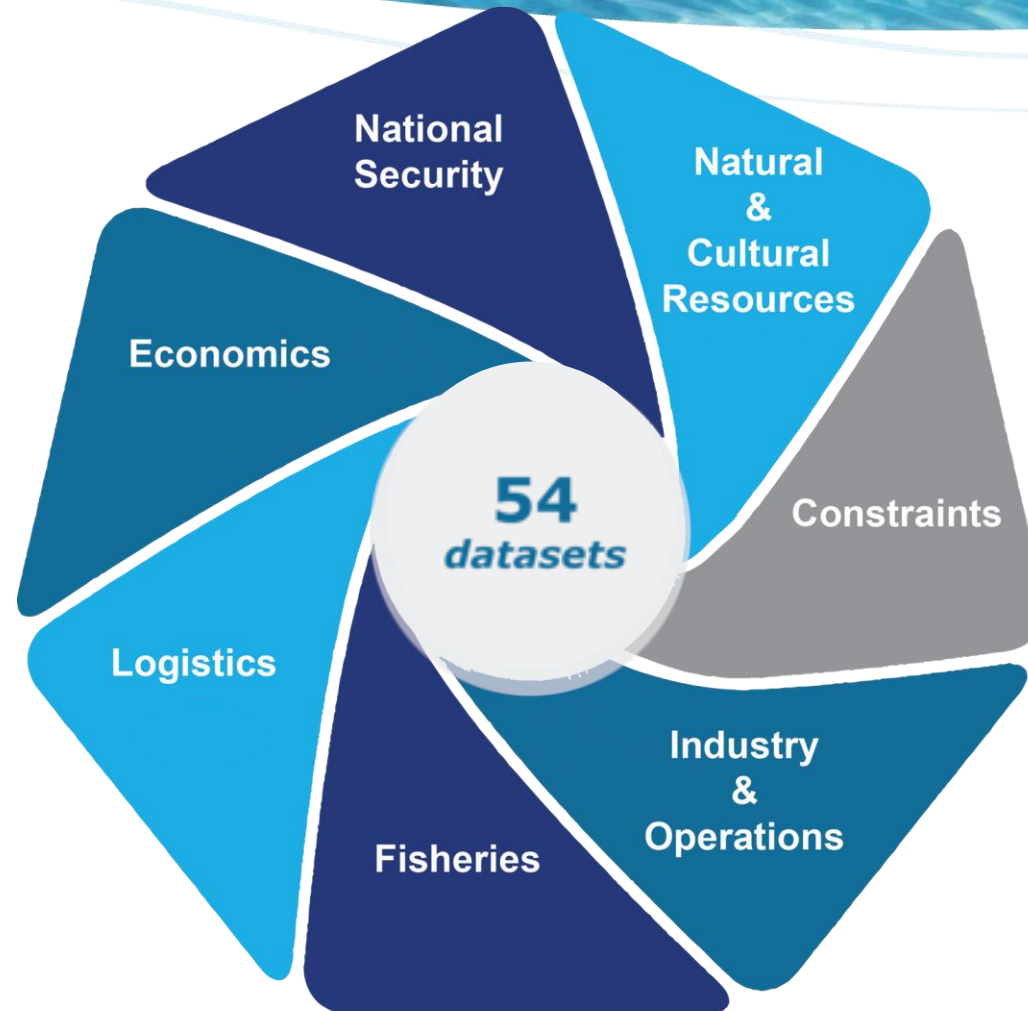 National
Security
Natural
&
Cultural
Resources
Economics
Constraints
54
datasets
Logistics
Industry
&
Operations
Fisheries